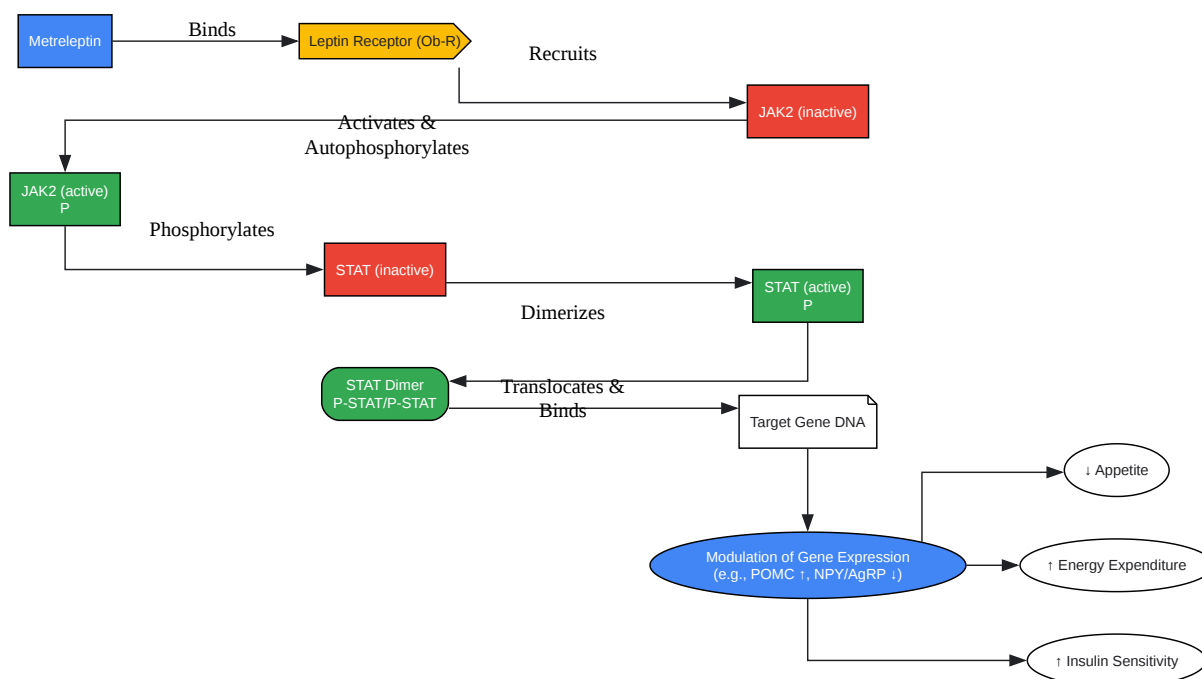 Metreleptin
Binds
Leptin Receptor (Ob-R)
Recruits
JAK2 (inactive)
Activates &
Autophosphorylates
JAK2 (active)
P
Phosphorylates
STAT (inactive)
STAT (active)
P
Dimerizes
STAT Dimer
P-STAT/P-STAT
Translocates &
Binds
Target Gene DNA
↓ Appetite
Modulation of Gene Expression
(e.g., POMC ↑, NPY/AgRP ↓)
↑ Energy Expenditure
↑ Insulin Sensitivity